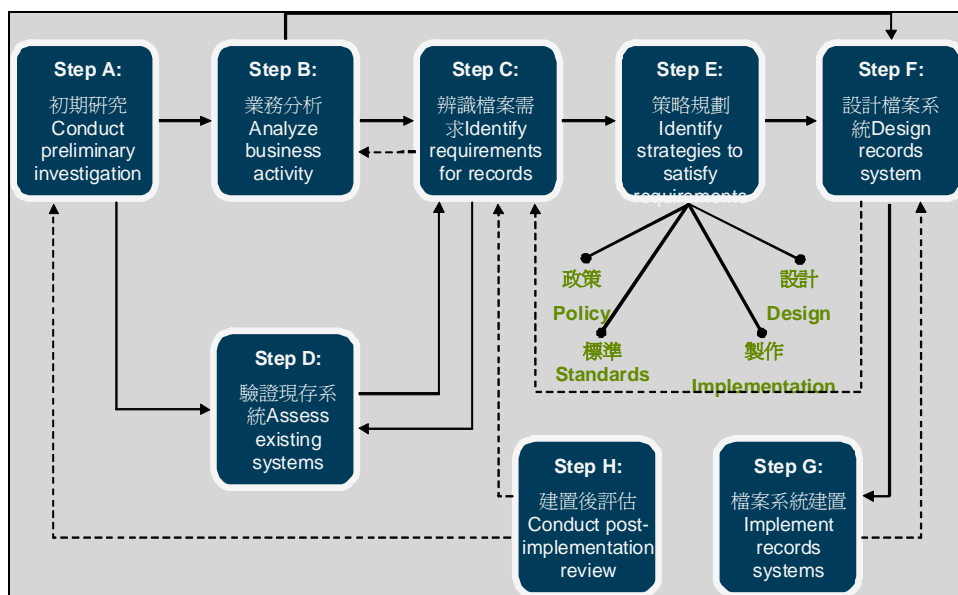 Step A:
初期研究
Conduct
preliminary
investigation
Step B:
業務分析
Analyze
business
activity
Step C:
辨識檔案需
求Identify
requirements
for records
Step E:
策略規劃
Identify
strategies to
satisfy
requirements
Step F:
設計檔案系
統Design
records
system
政策
Policy
標準
Standards
製作
Implementation
設計
Design
Step D:
驗證現存系
統Assess
existing
systems
Step H:
建置後評估
Conduct post-
implementation
review
Step G:
檔案系統建置
Implement
records
systems